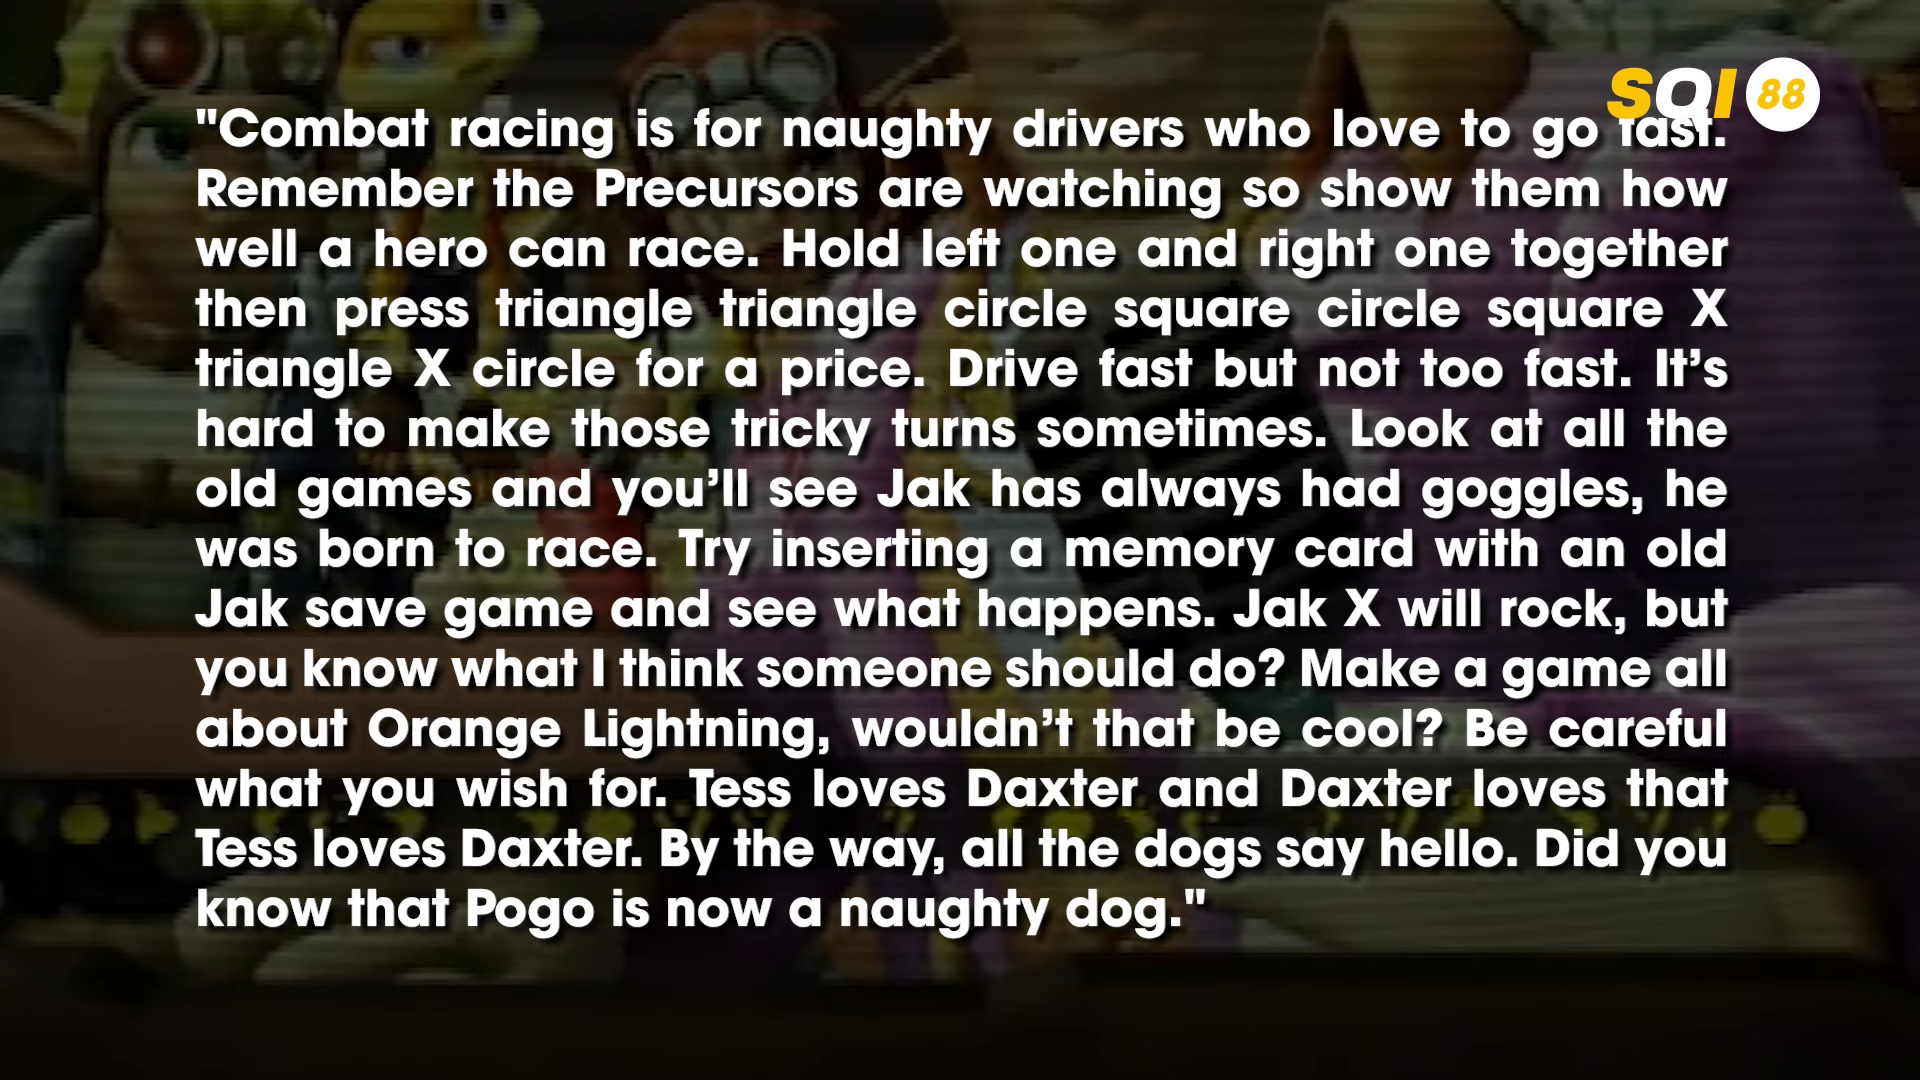 SQI 88
"Combat racing is for naughty drivers who love to go fast.
Remember the Precursors are watching so show them how
well a hero can race. Hold left one and right one together
then press triangle triangle circle square circle square X
triangle X circle for a price. Drive fast but not too fast. It’s
hard to make those tricky turns sometimes. Look at all the
old games and you’ll see Jak has always had goggles, he
was born to race. Try inserting a memory card with an old
Jak save game and see what happens. Jak X will rock, but
you know what I think someone should do? Make a game all
about Orange Lightning, wouldn’t that be cool? Be careful
what you wish for. Tess loves Daxter and Daxter loves that
Tess loves Daxter. By the way, all the dogs say hello. Did you
know that Pogo is now a naughty dog."